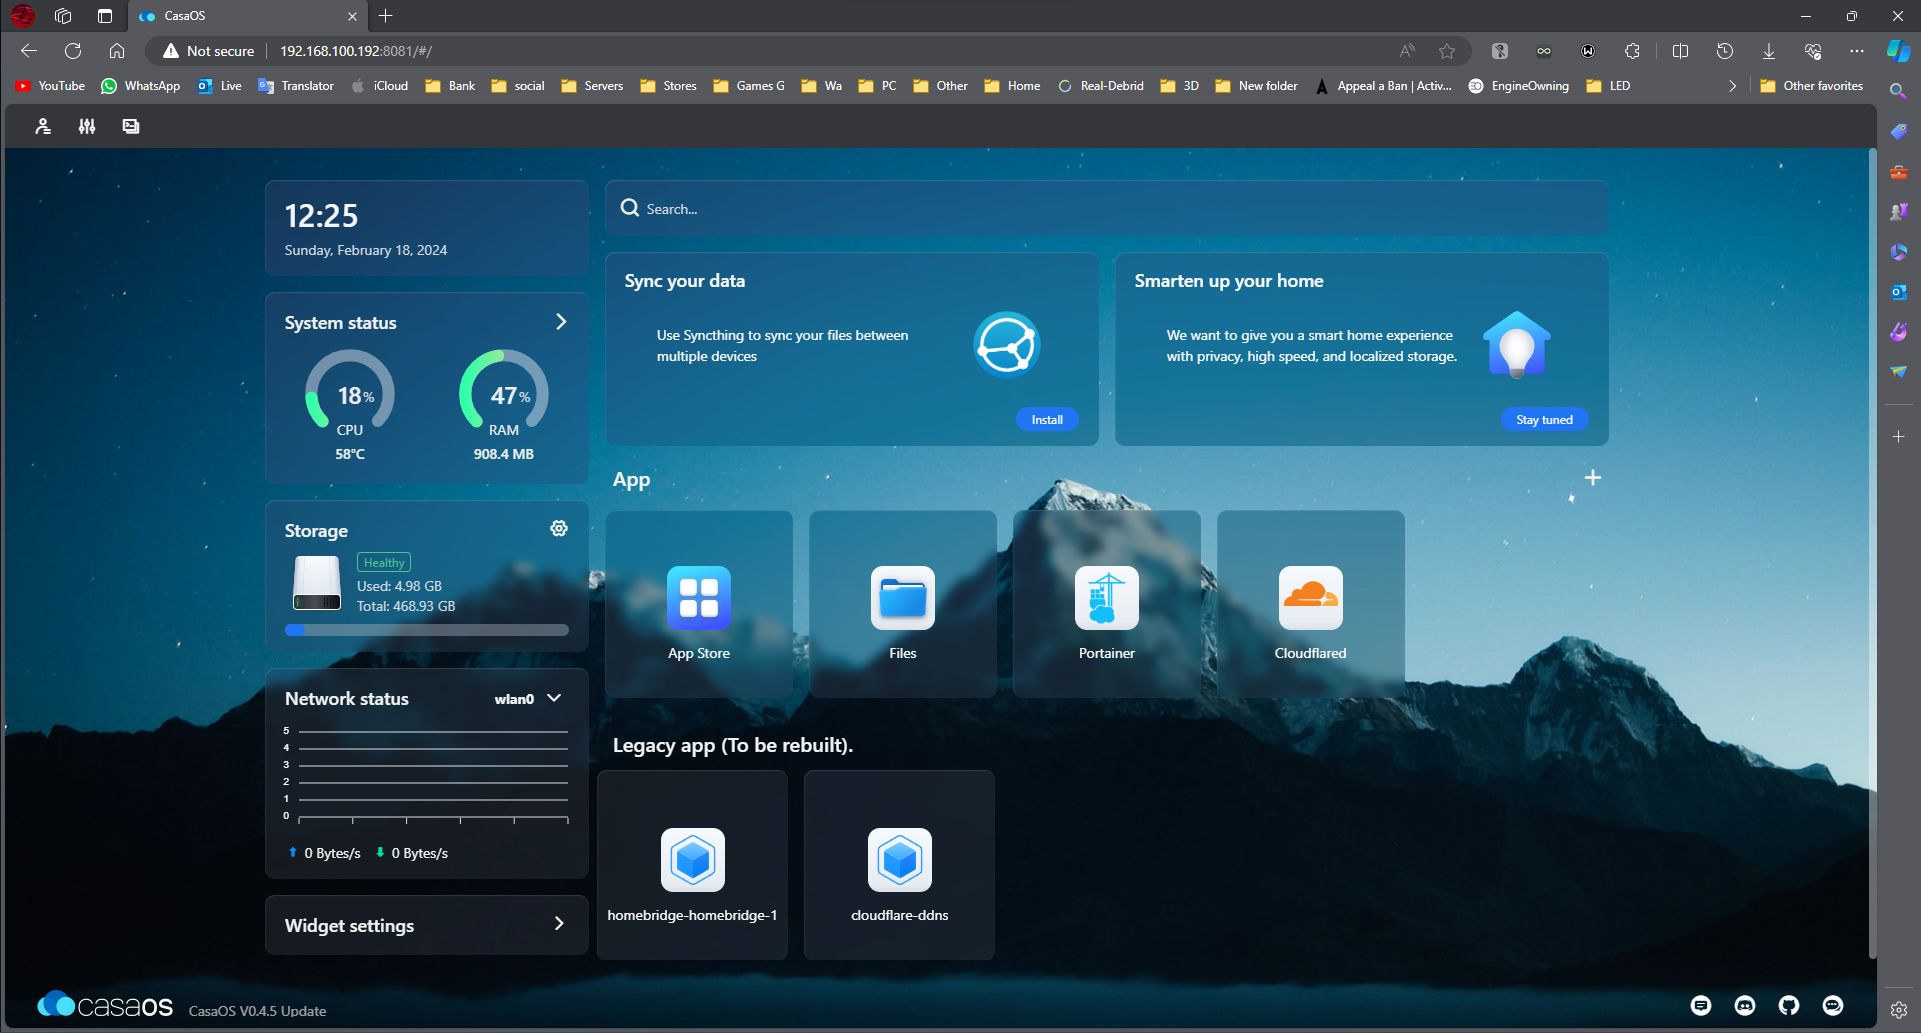 CasaOS
Not secure
192.168.100.192:8081/#/
YouTube
WhatsApp
Live
Translator
iCloud
Bank
social
Servers
Stores
Games G
Wa
PC
Other
Home
Real-Debrid
3D
New folder
Appeal a Ban | Activ...
EngineOwning
LED
Other favorites
12:25
Sunday, February 18, 2024
Search...
System status
18%
CPU
58°C
47%
RAM
908.4 MB
Sync your data
Use Syncthing to sync your files between
multiple devices
Install
Smarten up your home
We want to give you a smart home experience
with privacy, high speed, and localized storage.
Stay tuned
Storage
Healthy
Used: 4.98 GB
Total: 468.93 GB
App
App Store
Files
Portainer
Cloudflared
Network status
wlan0
5
4
3
2
1
0
0 Bytes/s
0 Bytes/s
Legacy app (To be rebuilt).
homebridge-homebridge-1
cloudflare-ddns
Widget settings
casaOS
CasaOS V0.4.5 Update